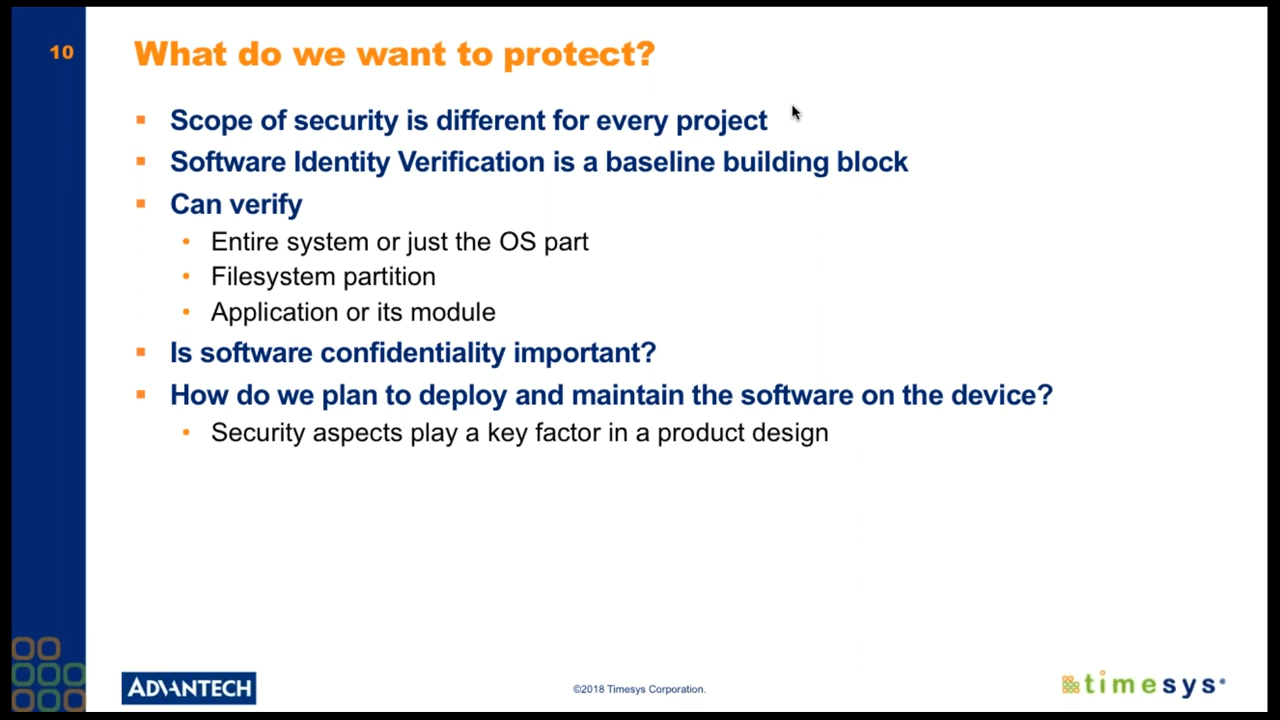 10
What do we want to protect?
Scope of security is different for every project
Software Identity Verification is a baseline building block
Can verify
Entire system or just the OS part
Filesystem partition
Application or its module
Is software confidentiality important?
How do we plan to deploy and maintain the software on the device?
Security aspects play a key factor in a product design
ADVANTECH
©2018 Timesys Corporation.
timesys®